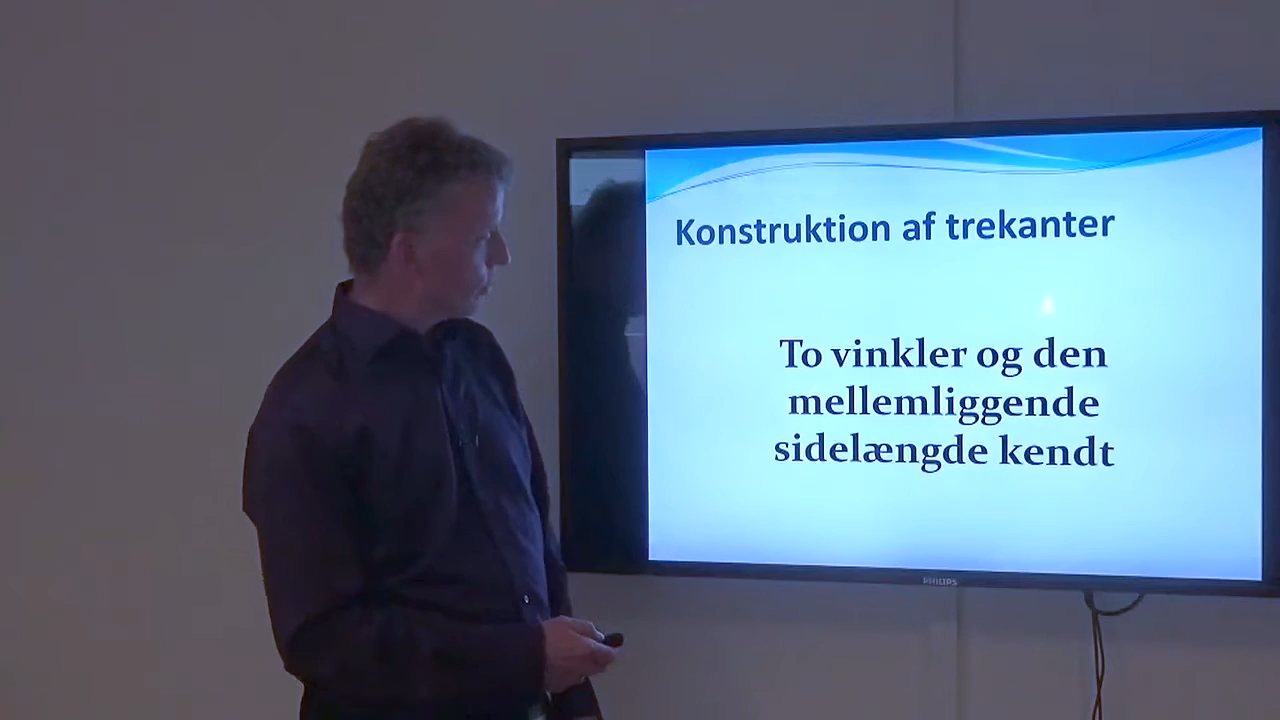 Konstruktion af trekanter
To vinkler og den
mellemliggende
sidelængde kendt
PHILIPS